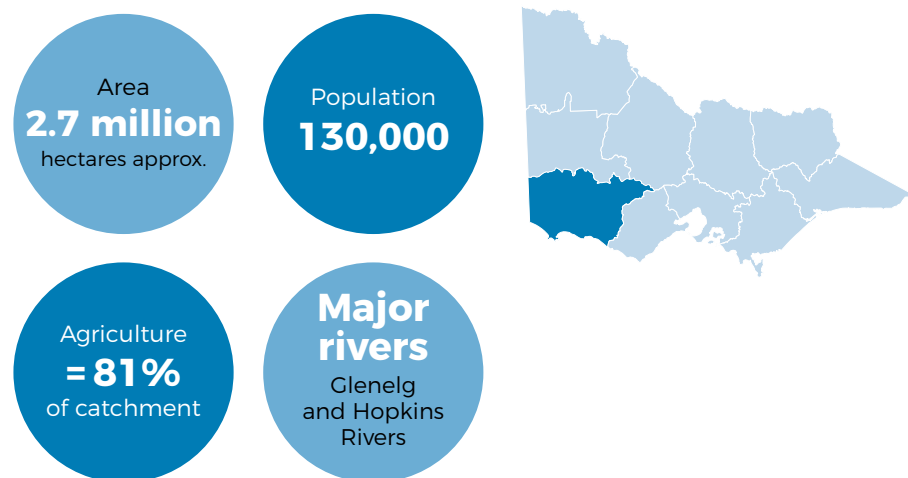 Area
2.7 million
hectares approx.
Population
130,000
Agriculture
= 81%
of catchment
Major
rivers
Glenelg
and Hopkins
Rivers